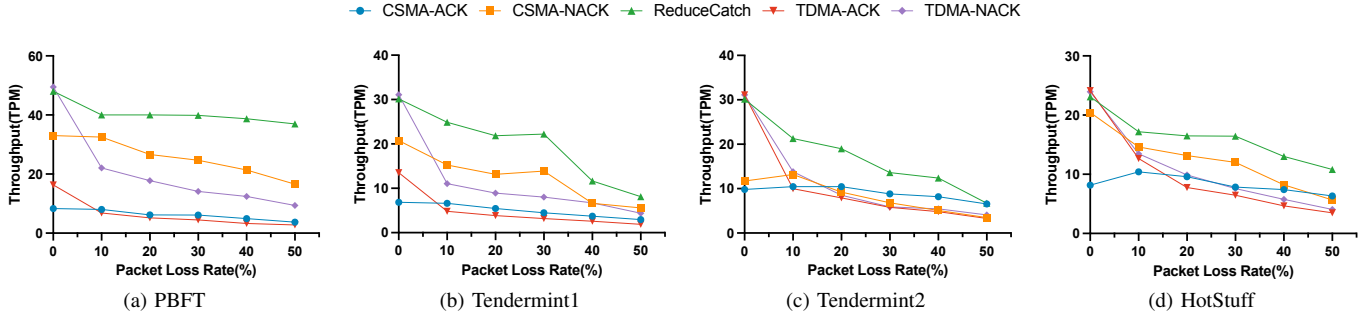 CSMA-ACK CSMA-NACK ReduceCatch TDMA-ACK TDMA-NACK
Throughput(TPM)
60
40
20
0
0 10 20 30 40 50
Packet Loss Rate(%)
(a) PBFT
Throughput(TPM)
40
30
20
10
0
0 10 20 30 40 50
Packet Loss Rate(%)
(b) Tendermint1
Throughput(TPM)
40
30
20
10
0
0 10 20 30 40 50
Packet Loss Rate(%)
(c) Tendermint2
Throughput(TPM)
30
20
10
0
0 10 20 30 40 50
Packet Loss Rate(%)
(d) HotStuff